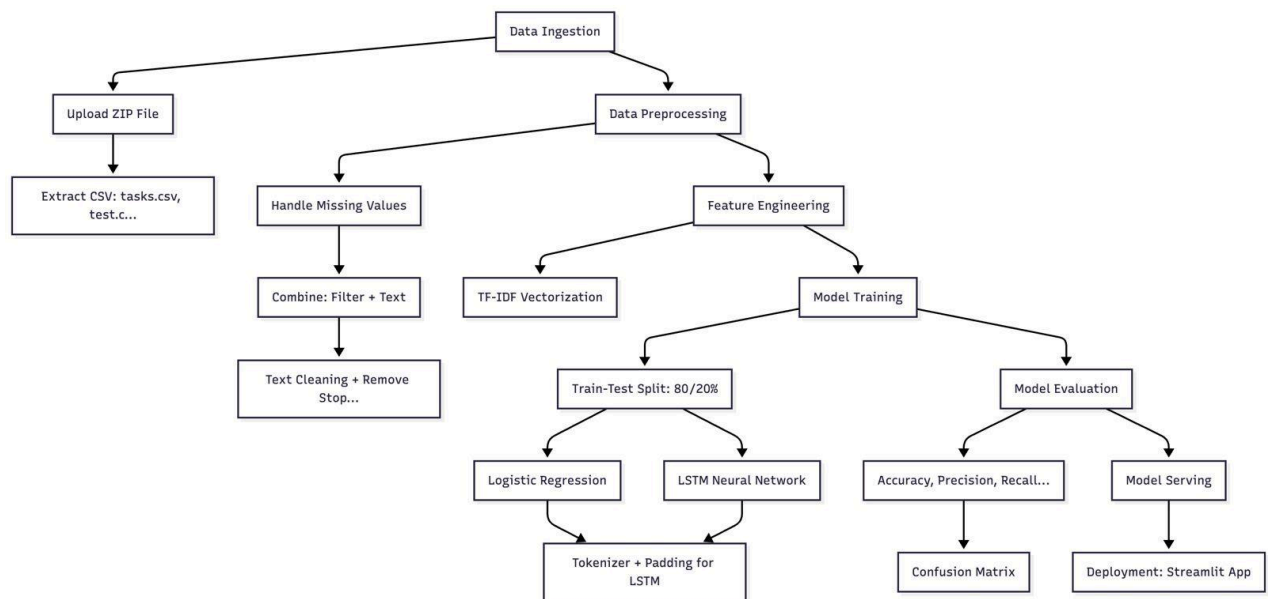 Data Ingestion
Upload ZIP File
Data Preprocessing
Extract CSV: tasks.csv,
test.c...
Handle Missing Values
Feature Engineering
Combine: Filter + Text
TF-IDF Vectorization
Model Training
Text Cleaning + Remove
Stop...
Train-Test Split: 80/20%
Model Evaluation
Logistic Regression
LSTM Neural Network
Accuracy, Precision, Recall...
Model Serving
Tokenizer + Padding for
LSTM
Confusion Matrix
Deployment: Streamlit App